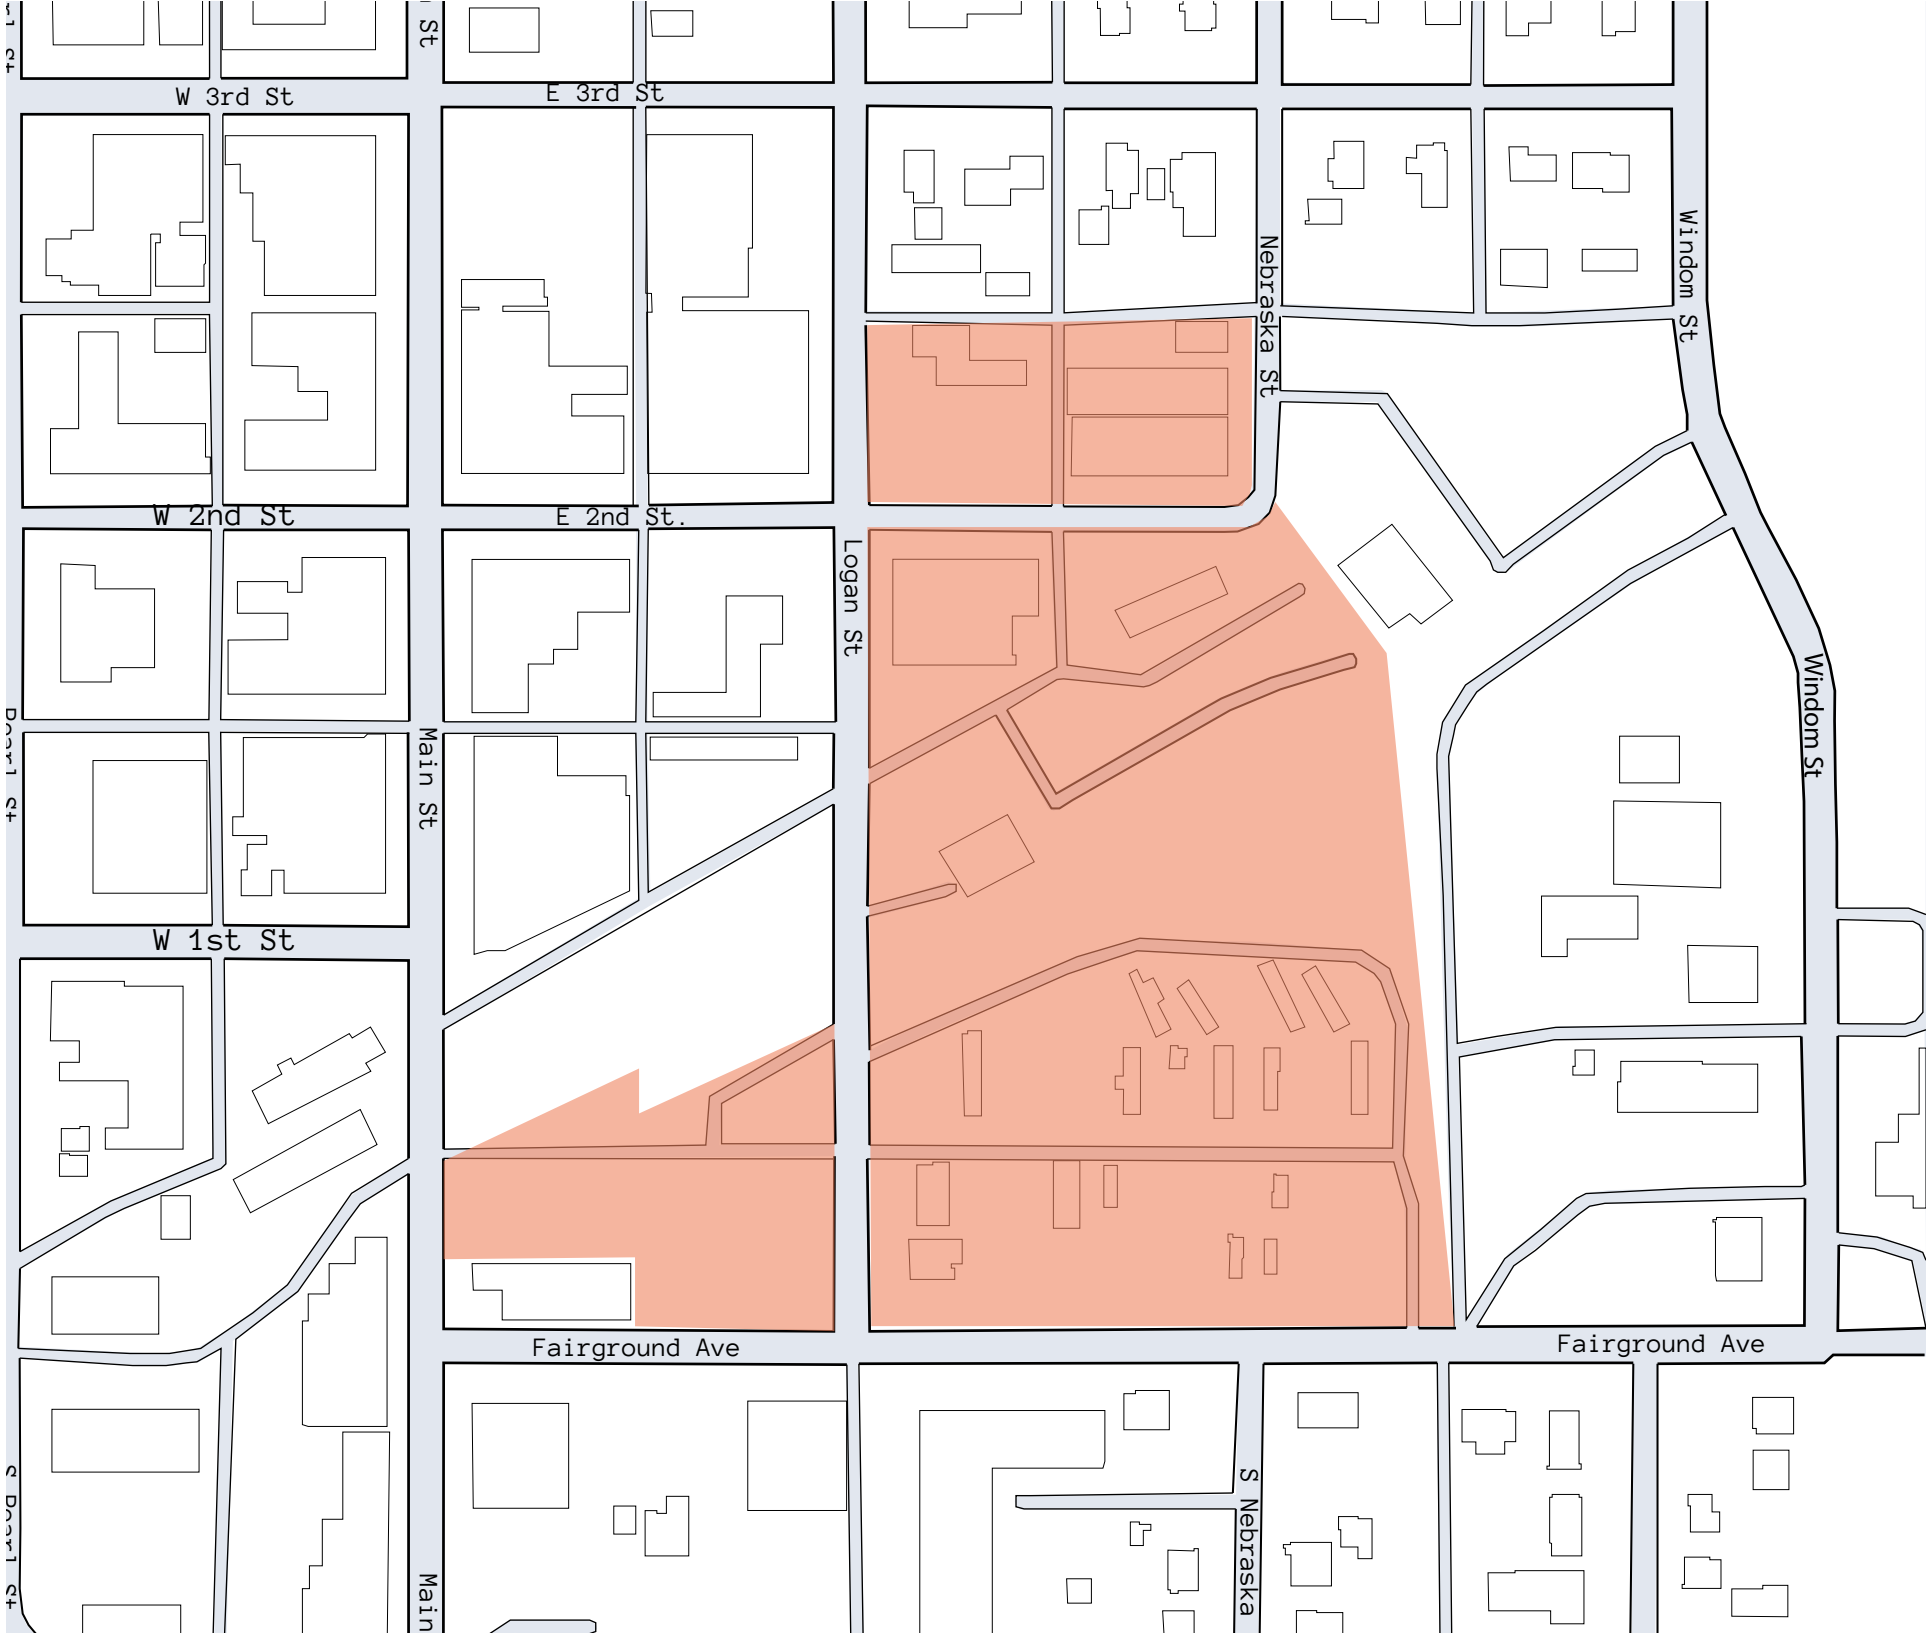 St
W 3rd St
E 3rd St
Nebraska St
Windom St
W 2nd St
E 2nd St.
Logan St
Windom St
Main St
W 1st St
Fairground Ave
Fairground Ave
S Nebraska
Main